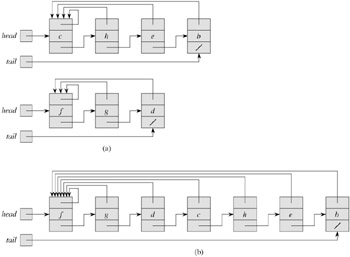 head c h e b
tail
head f g d
tail
(a)
head f g d c h e b
tail
(b)